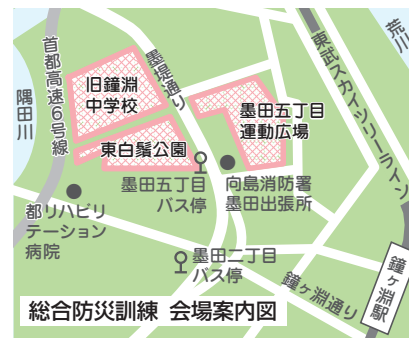 首都高速6号線
隅田川
旧鐘淵
中学校
墨堤通り
東白鬚公園
墨田五丁目
運動広場
東武スカイツリーライン
荒川
墨田五丁目
バス停
向島消防署
墨田出張所
都リハビリ
テーション
病院
墨田二丁目
バス停
鐘ヶ淵通り
鐘ヶ淵駅
総合防災訓練 会場案内図